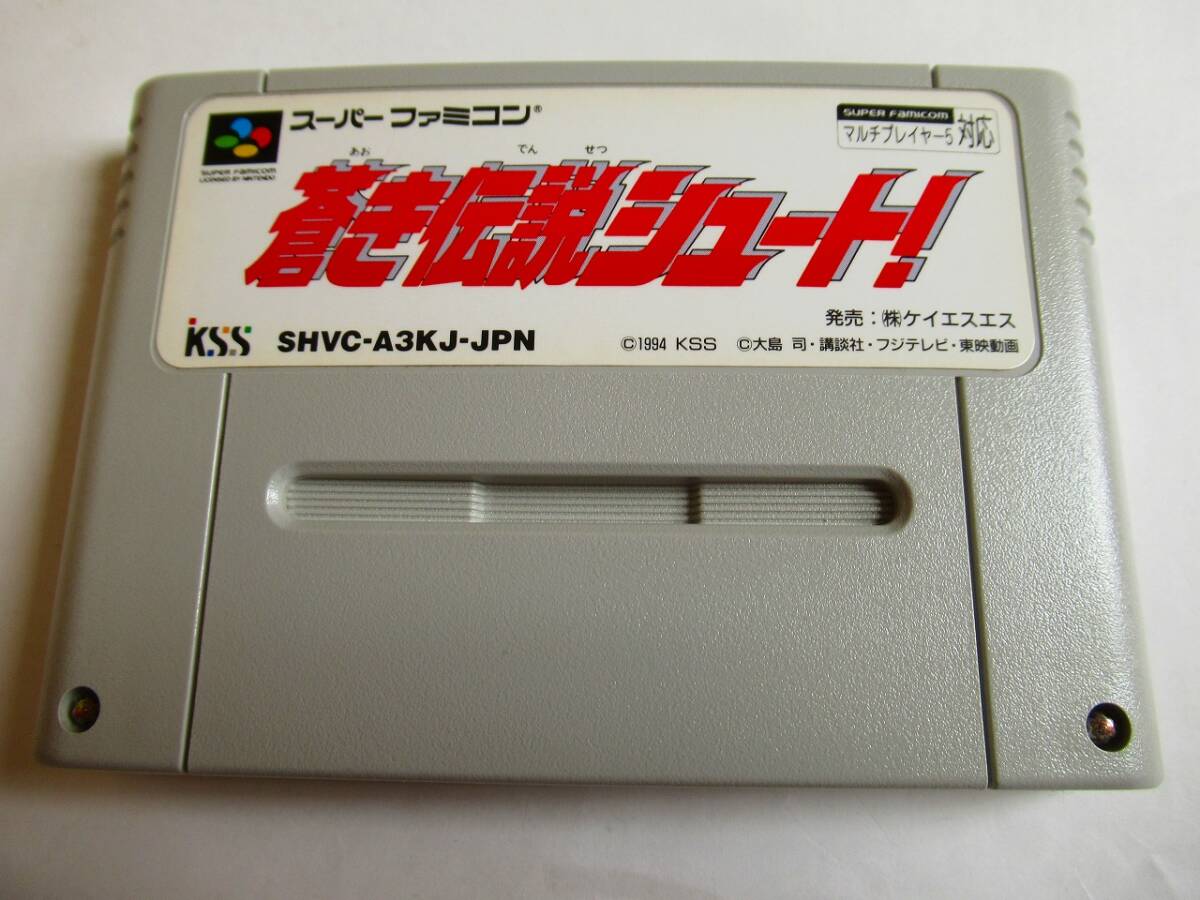 スーパーファミコン®
SUPER FAMICOM
LICENSED BY NINTENDO
SUPER FAMICOM
マルチプレイヤー5 対応
あお でん せつ
蒼き伝説シュート!
発売:㈱ケイエスエス
KSS SHVC-A3KJ-JPN
©1994 KSS ©大島 司・講談社・フジテレビ・東映動画